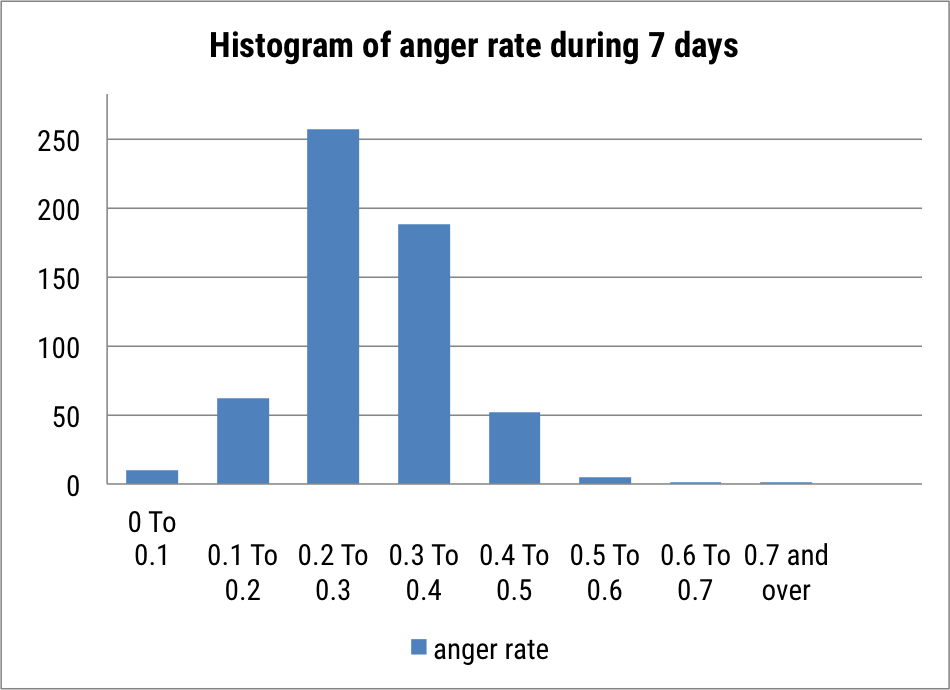 Histogram of anger rate during 7 days
250
200
150
100
50
0
0 To
0.1
0.1 To
0.2
0.2 To
0.3
0.3 To
0.4
0.4 To
0.5
0.5 To
0.6
0.6 To
0.7
0.7 and
over
anger rate